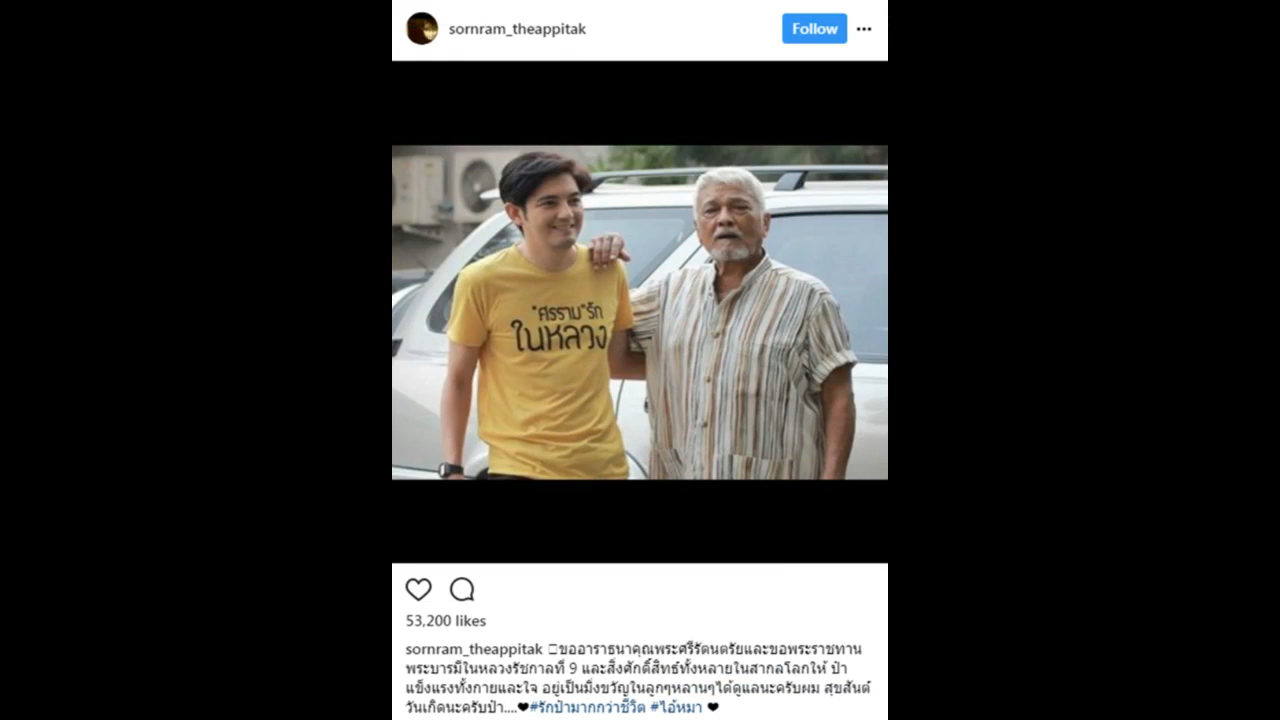 sornram_theappitak
Follow
"ศรราม"รัก
ในหลวง
53,200 likes
sornram_theappitak ขออาราธนาคุณพระศรีรัตนตรัยและขอพระราชทาน
พระบารมีในหลวงรัชกาลที่ 9 และสิ่งศักดิ์สิทธิ์ทั้งหลายในสากลโลกให้ ป๋า
แข็งแรงทั้งกายและใจ อยู่เป็นมิ่งขวัญในลูกๆหลานๆได้ดูแลนะครับผม สุขสันต์
วันเกิดนะครับป๋า....❤#รักป๋ามากกว่าชีวิต #ไอ้หมา ❤